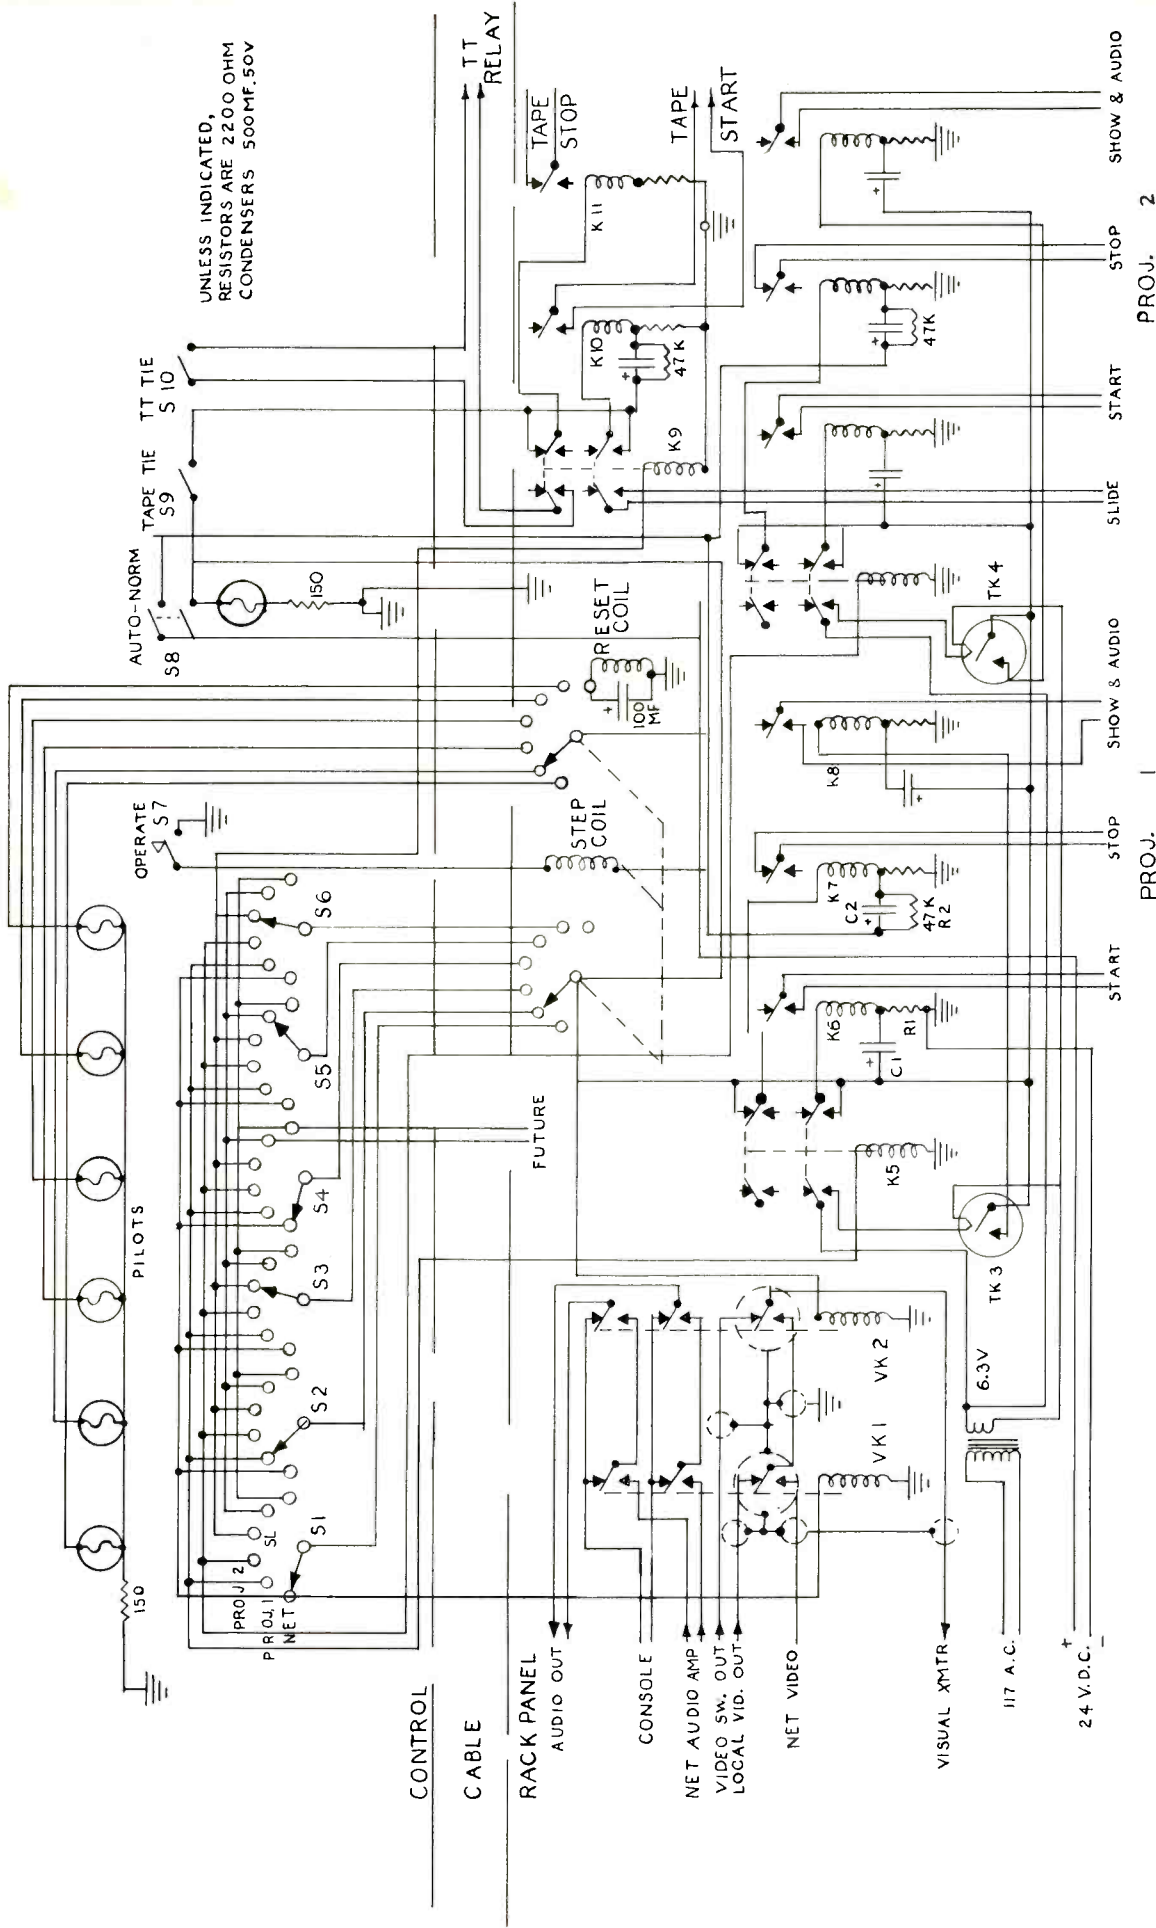 UNLESS INDICATED,
RESISTORS ARE 2200 OHM
CONDENSERS 500MF. 50V
PILOTS
150
OPERATE
S7
AUTO-NORM
S8
TAPE TIE
S9
TT TIE
S10
150
NET
PROJ. 1
PROJ 2
SL
S1
S2
S3
S4
S5
S6
FUTURE
STEP
COIL
RESET
COIL
100
MF
+
TT
RELAY
TAPE
STOP
TAPE
START
K9
K10
+
47K
K11
CONTROL
CABLE
RACK PANEL
AUDIO OUT
CONSOLE
NET AUDIO AMP
VIDEO SW. OUT
LOCAL VID. OUT
NET VIDEO
VISUAL XMTR
117 A.C.
24 V.D.C. + -
VK1
VK2
6.3V
TK3
K5
K6
+
C1
R1
K7
C2
+
47K
R2
K8
+
TK4
+
+
47K
+
START
STOP
SHOW & AUDIO
SLIDE
START
STOP
SHOW & AUDIO
PROJ. 1
PROJ. 2